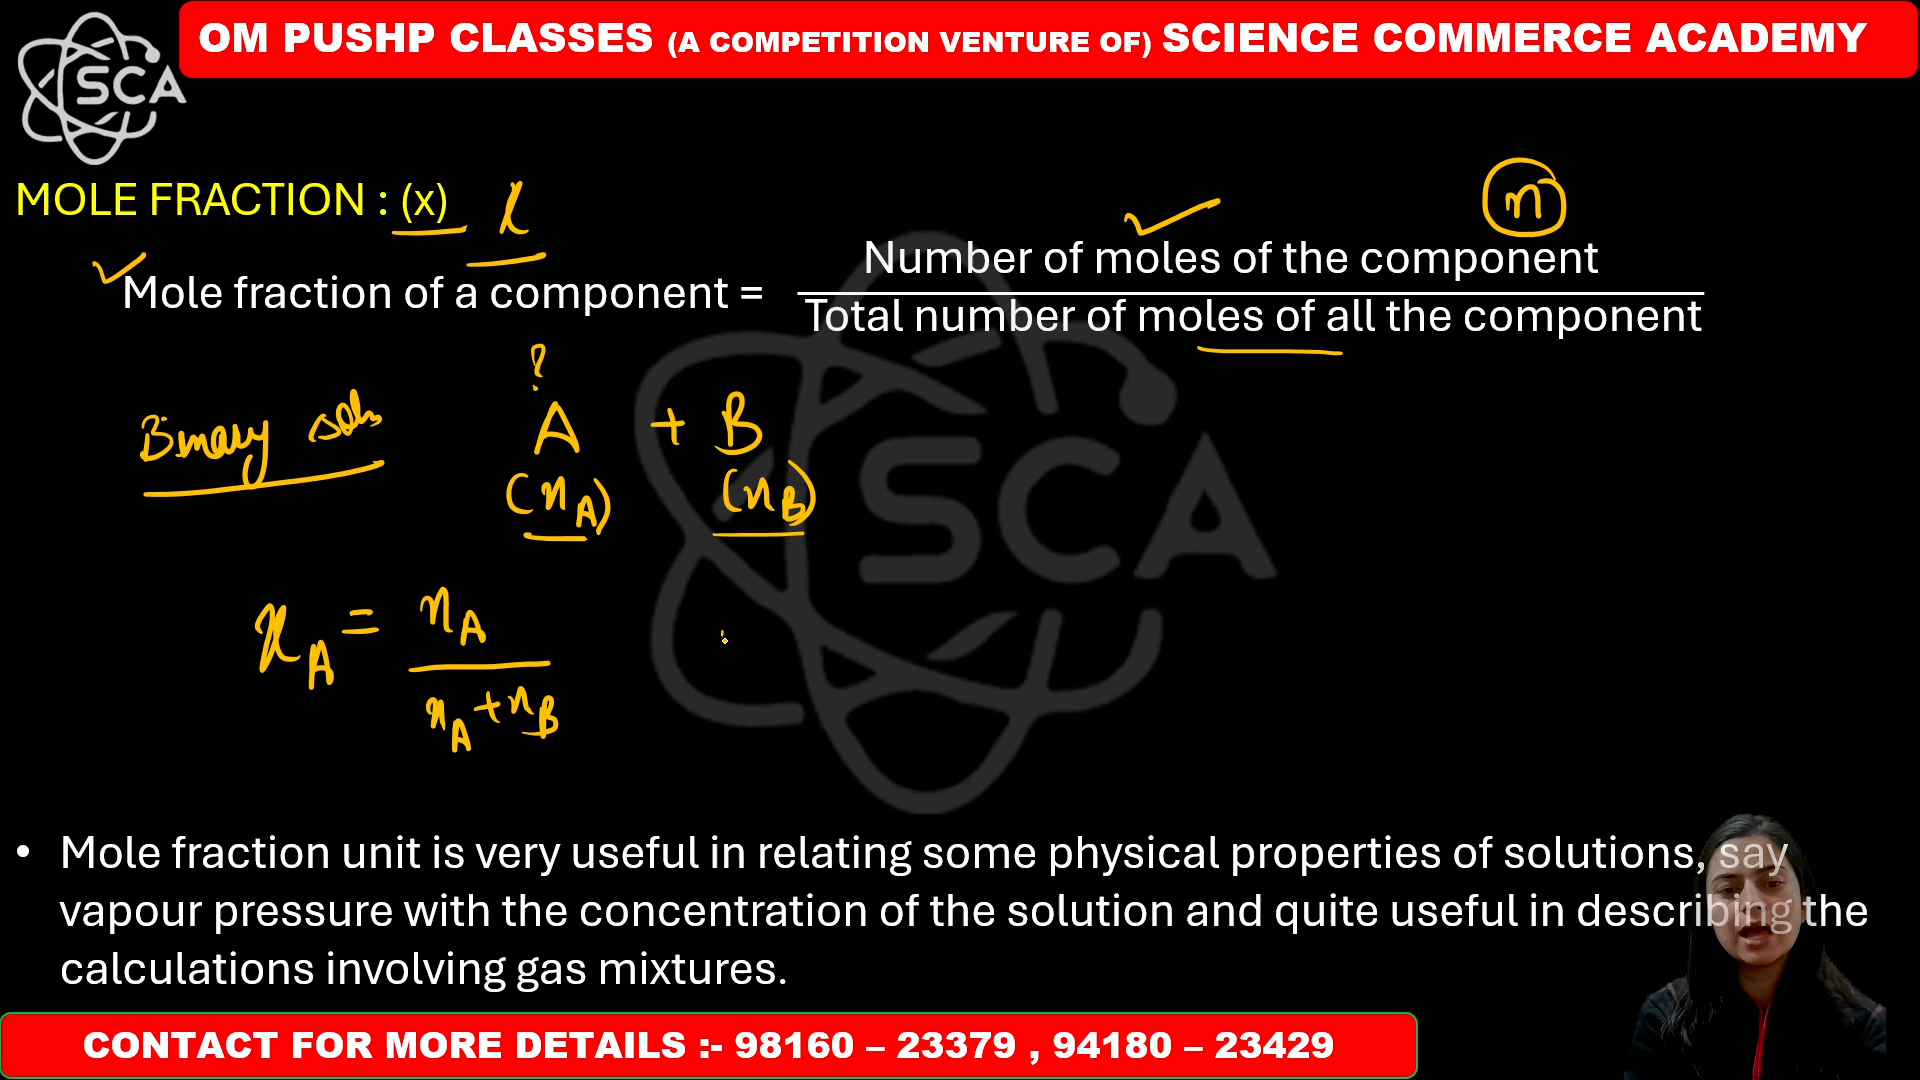 OM PUSHP CLASSES (A COMPETITION VENTURE OF) SCIENCE COMMERCE ACADEMY
SCA
MOLE FRACTION : (x) x
n
Mole fraction of a component = Number of moles of the component
Total number of moles of all the component
?
Binary soln A + B
(nA) (nB)
xA = nA
nA + nB
SCA
• Mole fraction unit is very useful in relating some physical properties of solutions, say
vapour pressure with the concentration of the solution and quite useful in describing the
calculations involving gas mixtures.
CONTACT FOR MORE DETAILS :- 98160 – 23379 , 94180 – 23429